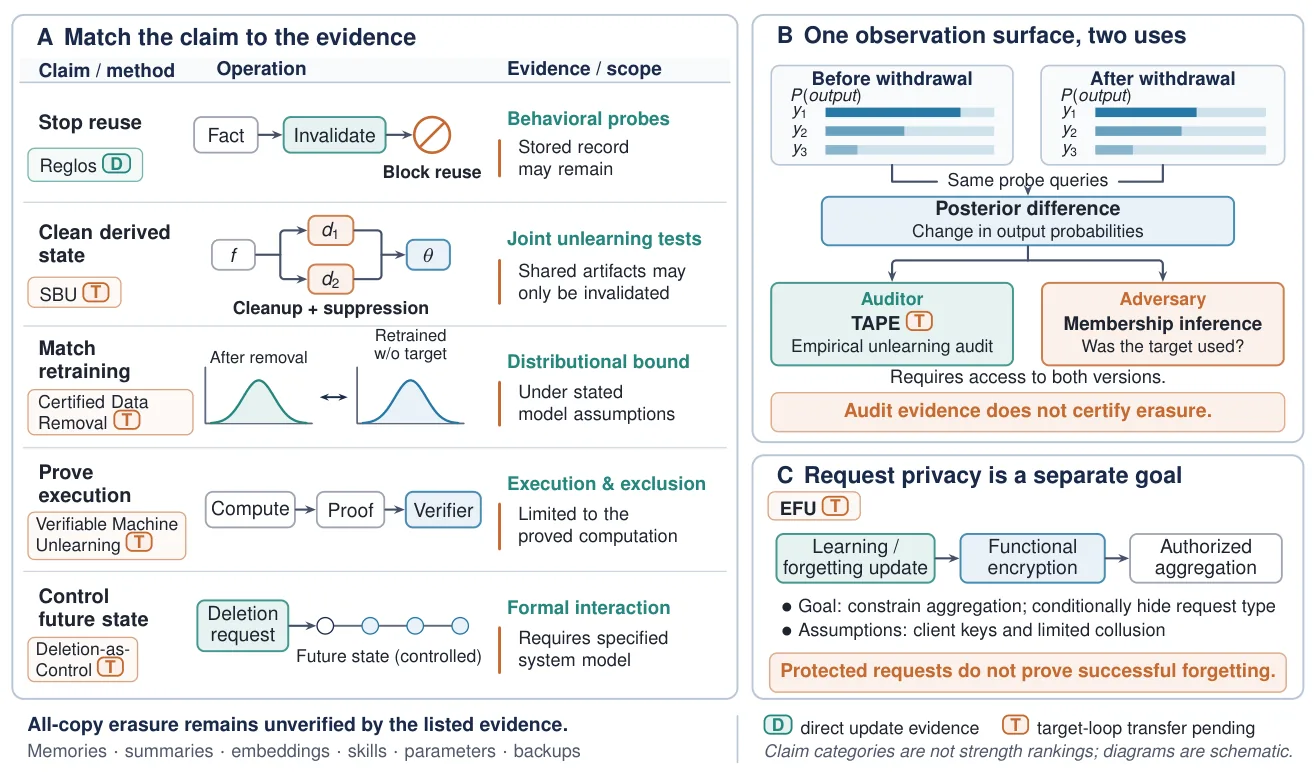 A Match the claim to the evidence
Claim / method
Operation
Evidence / scope
Stop reuse
Reglos D
Fact
Invalidate
Block reuse
Behavioral probes
Stored record
may remain
Clean derived
state
SBU T
f
d1
d2
θ
Cleanup + suppression
Joint unlearning tests
Shared artifacts may
only be invalidated
Match
retraining
Certified Data
Removal T
After removal
Retrained
w/o target
Distributional bound
Under stated
model assumptions
Prove
execution
Verifiable Machine
Unlearning T
Compute
Proof
Verifier
Execution & exclusion
Limited to the
proved computation
Control
future state
Deletion-as-
Control T
Deletion
request
Future state (controlled)
Formal interaction
Requires specified
system model
B One observation surface, two uses
Before withdrawal
P(output)
y1
y2
y3
After withdrawal
P(output)
y1
y2
y3
Same probe queries
Posterior difference
Change in output probabilities
Auditor
TAPE T
Empirical unlearning audit
Adversary
Membership inference
Was the target used?
Requires access to both versions.
Audit evidence does not certify erasure.
C Request privacy is a separate goal
EFU T
Learning /
forgetting update
Functional
encryption
Authorized
aggregation
● Goal: constrain aggregation; conditionally hide request type
● Assumptions: client keys and limited collusion
Protected requests do not prove successful forgetting.
All-copy erasure remains unverified by the listed evidence.
Memories · summaries · embeddings · skills · parameters · backups
D direct update evidence
T target-loop transfer pending
Claim categories are not strength rankings; diagrams are schematic.